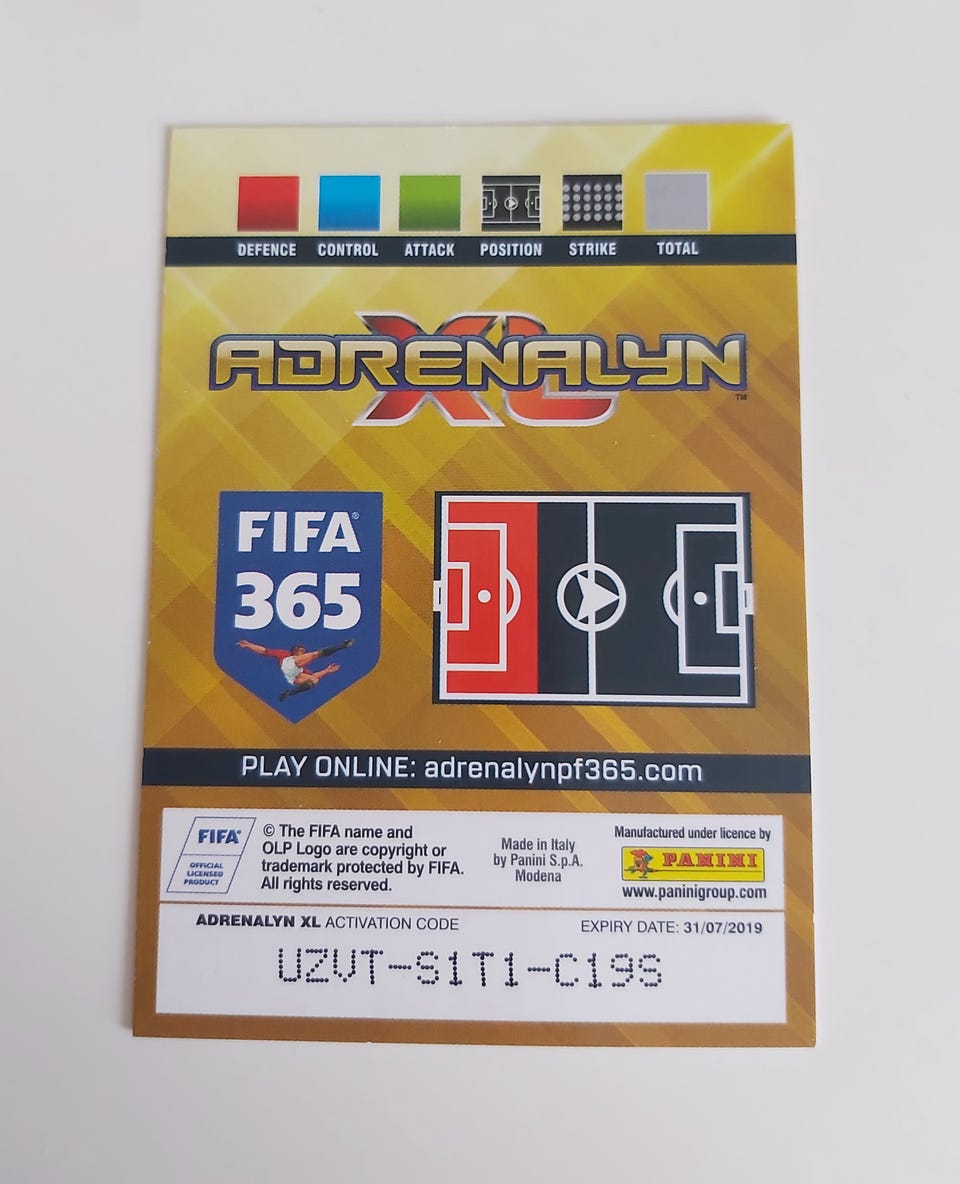 DEFENCE CONTROL ATTACK POSITION STRIKE TOTAL
ADRENALYN XL™
FIFA®
365
PLAY ONLINE: adrenalynpf365.com
FIFA®
OFFICIAL
LICENSED
PRODUCT
© The FIFA name and
OLP Logo are copyright or
trademark protected by FIFA.
All rights reserved.
Made in Italy
by Panini S.p.A.
Modena
Manufactured under licence by
PANINI
www.paninigroup.com
ADRENALYN XL ACTIVATION CODE
EXPIRY DATE: 31/07/2019
UZVT-S1T1-C19S